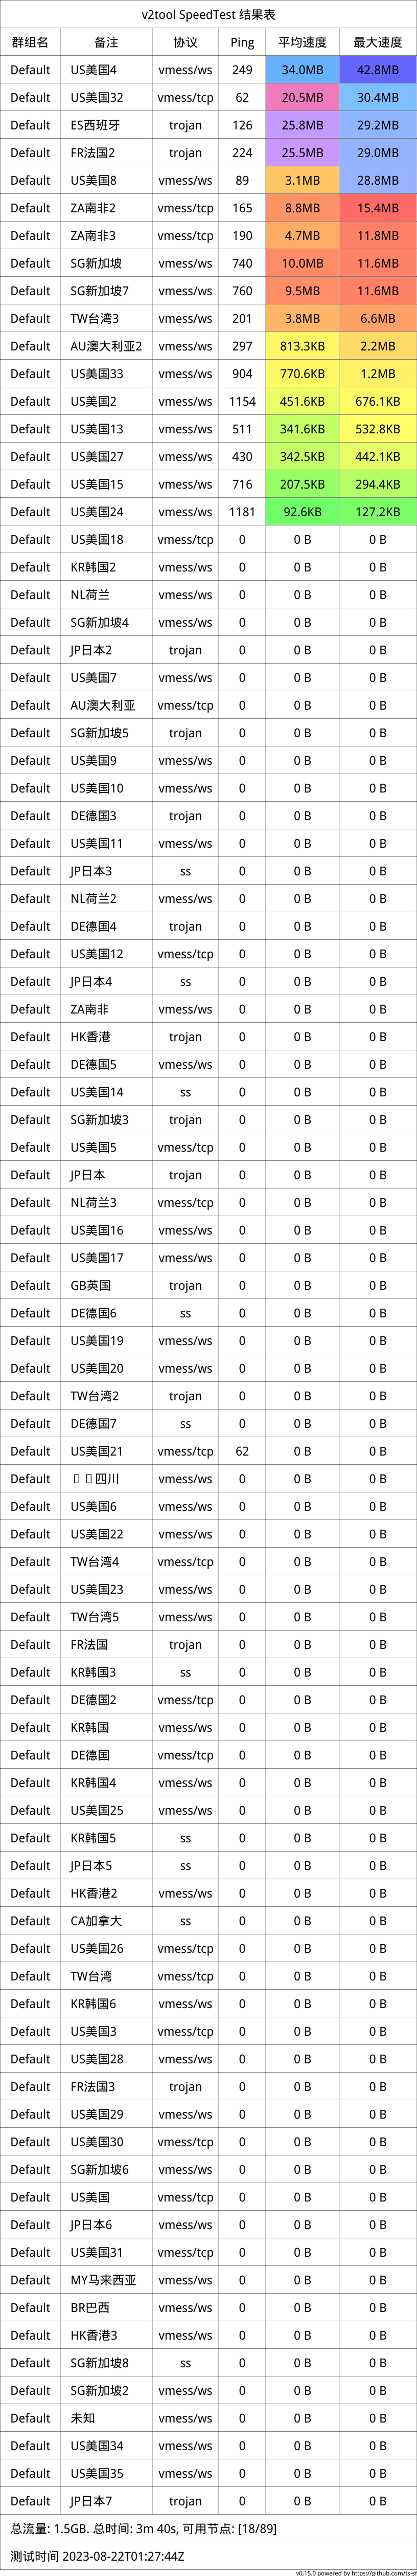 v2tool SpeedTest 结果表
群组名 备注 协议 Ping 平均速度 最大速度
Default US美国4 vmess/ws 249 34.0MB 42.8MB
Default US美国32 vmess/tcp 62 20.5MB 30.4MB
Default ES西班牙 trojan 126 25.8MB 29.2MB
Default FR法国2 trojan 224 25.5MB 29.0MB
Default US美国8 vmess/ws 89 3.1MB 28.8MB
Default ZA南非2 vmess/tcp 165 8.8MB 15.4MB
Default ZA南非3 vmess/tcp 190 4.7MB 11.8MB
Default SG新加坡 vmess/ws 740 10.0MB 11.6MB
Default SG新加坡7 vmess/ws 760 9.5MB 11.6MB
Default TW台湾3 vmess/ws 201 3.8MB 6.6MB
Default AU澳大利亚2 vmess/ws 297 813.3KB 2.2MB
Default US美国33 vmess/ws 904 770.6KB 1.2MB
Default US美国2 vmess/ws 1154 451.6KB 676.1KB
Default US美国13 vmess/ws 511 341.6KB 532.8KB
Default US美国27 vmess/ws 430 342.5KB 442.1KB
Default US美国15 vmess/ws 716 207.5KB 294.4KB
Default US美国24 vmess/ws 1181 92.6KB 127.2KB
Default US美国18 vmess/tcp 0 0 B 0 B
Default KR韩国2 vmess/ws 0 0 B 0 B
Default NL荷兰 vmess/ws 0 0 B 0 B
Default SG新加坡4 vmess/ws 0 0 B 0 B
Default JP日本2 trojan 0 0 B 0 B
Default US美国7 vmess/ws 0 0 B 0 B
Default AU澳大利亚 vmess/tcp 0 0 B 0 B
Default SG新加坡5 trojan 0 0 B 0 B
Default US美国9 vmess/ws 0 0 B 0 B
Default US美国10 vmess/ws 0 0 B 0 B
Default DE德国3 trojan 0 0 B 0 B
Default US美国11 vmess/ws 0 0 B 0 B
Default JP日本3 ss 0 0 B 0 B
Default NL荷兰2 vmess/ws 0 0 B 0 B
Default DE德国4 trojan 0 0 B 0 B
Default US美国12 vmess/tcp 0 0 B 0 B
Default JP日本4 ss 0 0 B 0 B
Default ZA南非 vmess/ws 0 0 B 0 B
Default HK香港 trojan 0 0 B 0 B
Default DE德国5 vmess/ws 0 0 B 0 B
Default US美国14 ss 0 0 B 0 B
Default SG新加坡3 trojan 0 0 B 0 B
Default US美国5 vmess/tcp 0 0 B 0 B
Default JP日本 trojan 0 0 B 0 B
Default NL荷兰3 vmess/tcp 0 0 B 0 B
Default US美国16 vmess/ws 0 0 B 0 B
Default US美国17 vmess/ws 0 0 B 0 B
Default GB英国 trojan 0 0 B 0 B
Default DE德国6 ss 0 0 B 0 B
Default US美国19 vmess/ws 0 0 B 0 B
Default US美国20 vmess/ws 0 0 B 0 B
Default TW台湾2 trojan 0 0 B 0 B
Default DE德国7 ss 0 0 B 0 B
Default US美国21 vmess/tcp 62 0 B 0 B
Default 四川 vmess/ws 0 0 B 0 B
Default US美国6 vmess/ws 0 0 B 0 B
Default US美国22 vmess/ws 0 0 B 0 B
Default TW台湾4 vmess/tcp 0 0 B 0 B
Default US美国23 vmess/ws 0 0 B 0 B
Default TW台湾5 vmess/ws 0 0 B 0 B
Default FR法国 trojan 0 0 B 0 B
Default KR韩国3 ss 0 0 B 0 B
Default DE德国2 vmess/tcp 0 0 B 0 B
Default KR韩国 vmess/ws 0 0 B 0 B
Default DE德国 vmess/tcp 0 0 B 0 B
Default KR韩国4 vmess/ws 0 0 B 0 B
Default US美国25 vmess/ws 0 0 B 0 B
Default KR韩国5 ss 0 0 B 0 B
Default JP日本5 ss 0 0 B 0 B
Default HK香港2 vmess/ws 0 0 B 0 B
Default CA加拿大 ss 0 0 B 0 B
Default US美国26 vmess/tcp 0 0 B 0 B
Default TW台湾 vmess/tcp 0 0 B 0 B
Default KR韩国6 vmess/ws 0 0 B 0 B
Default US美国3 vmess/tcp 0 0 B 0 B
Default US美国28 vmess/ws 0 0 B 0 B
Default FR法国3 trojan 0 0 B 0 B
Default US美国29 vmess/ws 0 0 B 0 B
Default US美国30 vmess/tcp 0 0 B 0 B
Default SG新加坡6 vmess/ws 0 0 B 0 B
Default US美国 vmess/tcp 0 0 B 0 B
Default JP日本6 vmess/ws 0 0 B 0 B
Default US美国31 vmess/tcp 0 0 B 0 B
Default MY马来西亚 vmess/ws 0 0 B 0 B
Default BR巴西 vmess/ws 0 0 B 0 B
Default HK香港3 vmess/ws 0 0 B 0 B
Default SG新加坡8 ss 0 0 B 0 B
Default SG新加坡2 vmess/ws 0 0 B 0 B
Default 未知 vmess/ws 0 0 B 0 B
Default US美国34 vmess/ws 0 0 B 0 B
Default US美国35 vmess/ws 0 0 B 0 B
Default JP日本7 trojan 0 0 B 0 B
总流量: 1.5GB. 总时间: 3m 40s, 可用节点: [18/89]
测试时间 2023-08-22T01:27:44Z
v0.15.0 powered by https://github.com/ts-sf